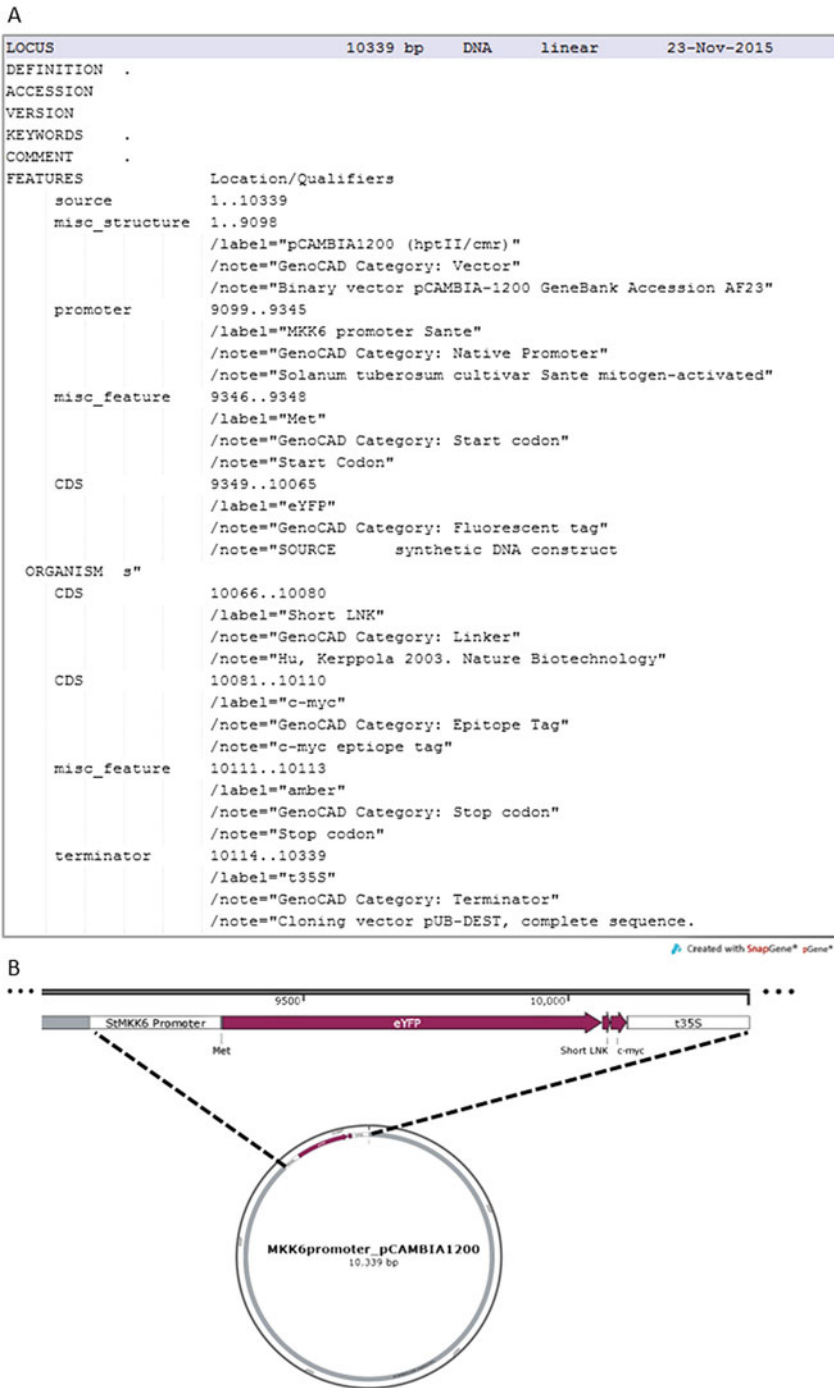 A
LOCUS 10339 bp DNA linear 23-Nov-2015
DEFINITION .
ACCESSION
VERSION
KEYWORDS .
COMMENT .
FEATURES Location/Qualifiers
source 1..10339
misc_structure 1..9098
/label="pCAMBIA1200 (hptII/cmr)"
/note="GenoCAD Category: Vector"
/note="Binary vector pCAMBIA-1200 GeneBank Accession AF23"
promoter 9099..9345
/label="MKK6 promoter Sante"
/note="GenoCAD Category: Native Promoter"
/note="Solanum tuberosum cultivar Sante mitogen-activated"
misc_feature 9346..9348
/label="Met"
/note="GenoCAD Category: Start codon"
/note="Start Codon"
CDS 9349..10065
/label="eYFP"
/note="GenoCAD Category: Fluorescent tag"
/note="SOURCE synthetic DNA construct
ORGANISM s"
CDS 10066..10080
/label="Short LNK"
/note="GenoCAD Category: Linker"
/note="Hu, Kerppola 2003. Nature Biotechnology"
CDS 10081..10110
/label="c-myc"
/note="GenoCAD Category: Epitope Tag"
/note="c-myc eptiope tag"
misc_feature 10111..10113
/label="amber"
/note="GenoCAD Category: Stop codon"
/note="Stop codon"
terminator 10114..10339
/label="t35S"
/note="GenoCAD Category: Terminator"
/note="Cloning vector pUB-DEST, complete sequence.
Created with SnapGene® pGene®
B
9500 10,000
StMKK6 Promoter eYFP t35S
Met Short LNK c-myc
MKK6promoter_pCAMBIA1200
10,339 bp